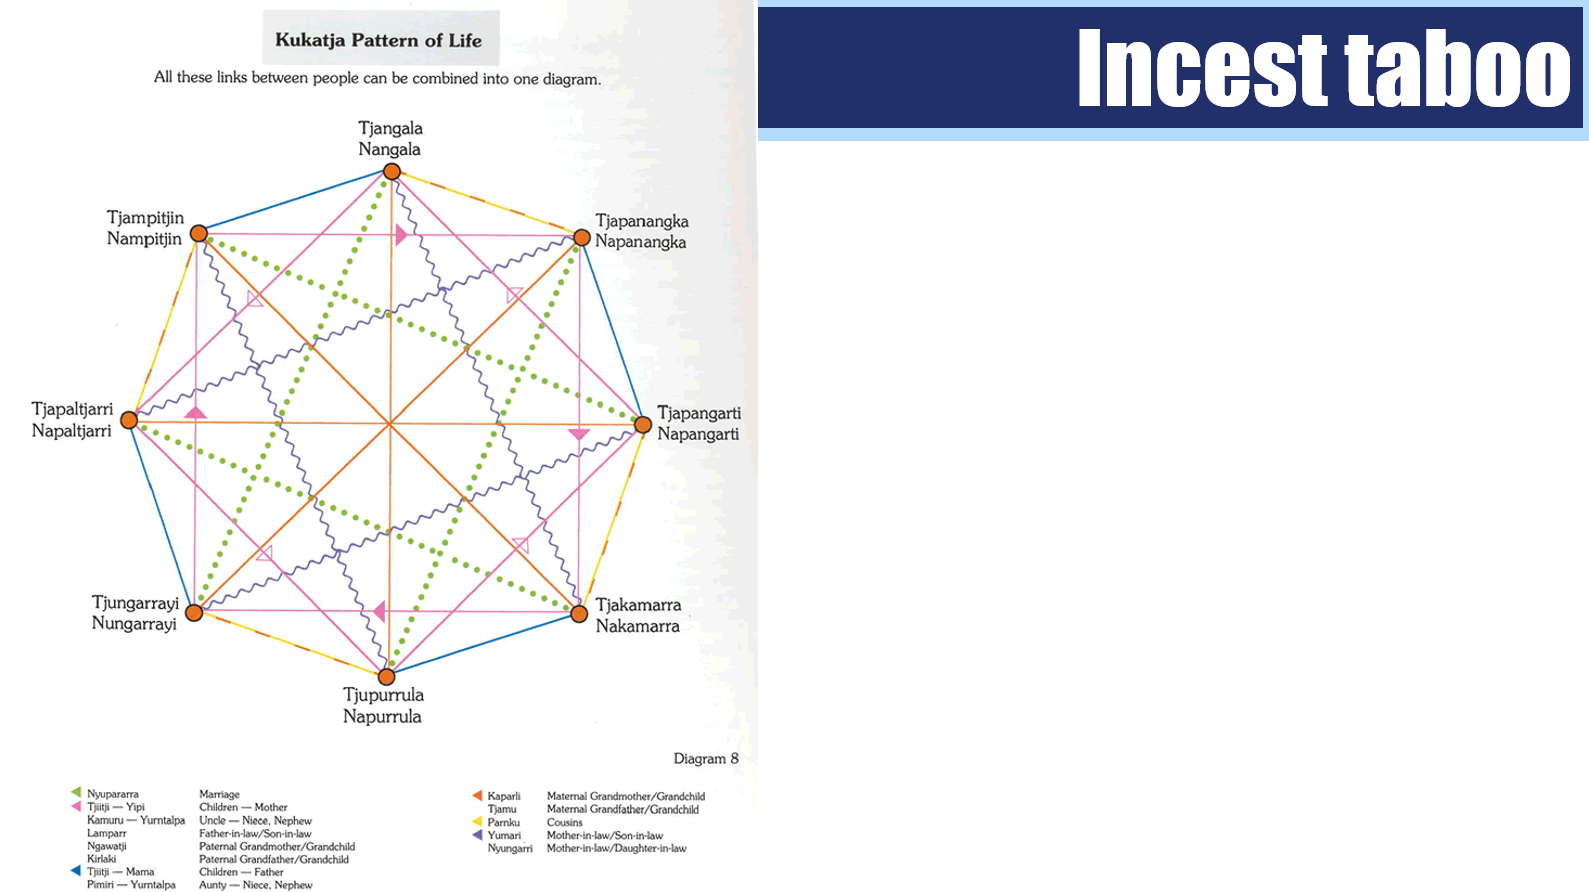 Kukatja Pattern of Life
All these links between people can be combined into one diagram.
Incest taboo
Tjangala
Nangala
Tjampitjin
Nampitjin
Tjapanangka
Napanangka
Tjapaltjarri
Napaltjarri
Tjapangarti
Napangarti
Tjungarrayi
Nungarrayi
Tjakamarra
Nakamarra
Tjupurrula
Napurrula
Diagram 8
Nyupararra Marriage
Tjiitji — Yipi Children — Mother
Kamuru — Yurntalpa Uncle — Niece, Nephew
Lamparr Father-in-law/Son-in-law
Ngawatji Paternal Grandmother/Grandchild
Kirlaki Paternal Grandfather/Grandchild
Tjiitji — Mama Children — Father
Pimiri — Yurntalpa Aunty — Niece, Nephew
Kaparli Maternal Grandmother/Grandchild
Tjamu Maternal Grandfather/Grandchild
Parnku Cousins
Yumari Mother-in-law/Son-in-law
Nyungarri Mother-in-law/Daughter-in-law